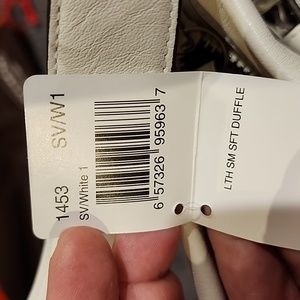 1453 SV/W1
SV/White 1
6 57326 95963 7
LTH SM SFT DUFFLE